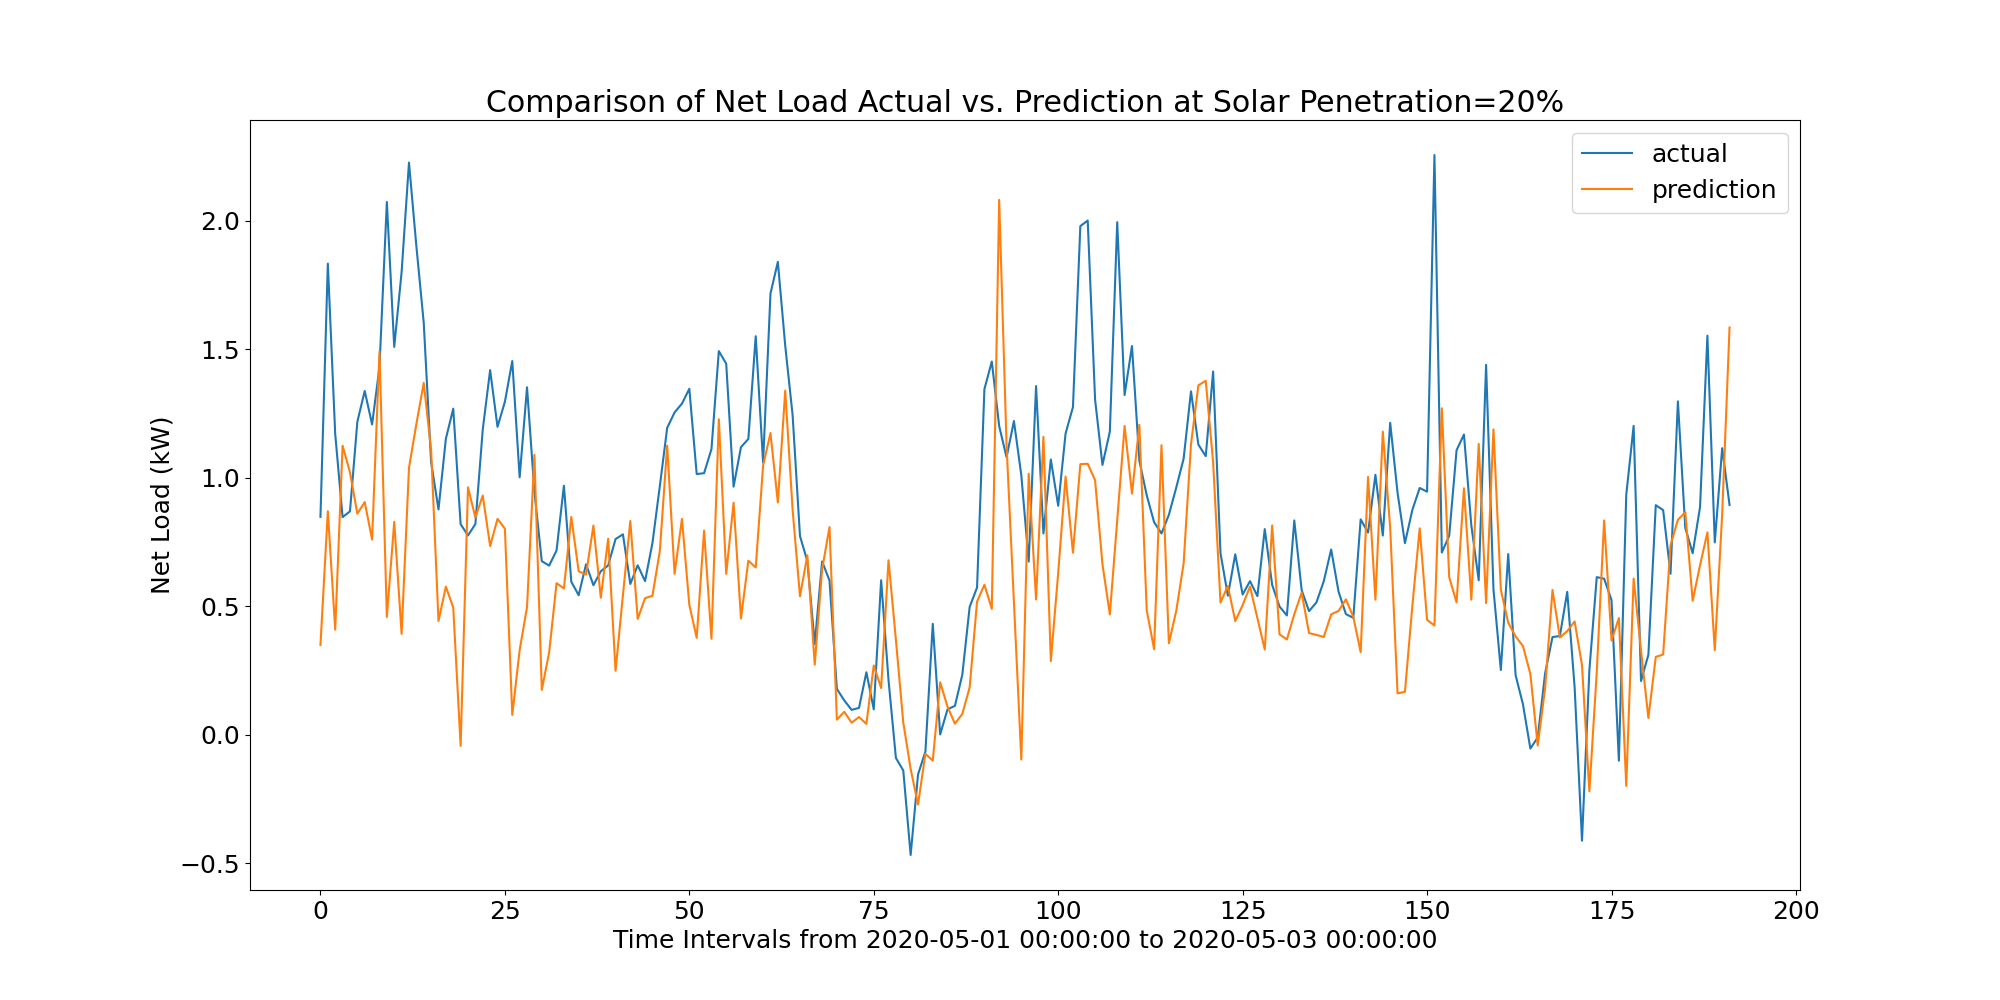 Comparison of Net Load Actual vs. Prediction at Solar Penetration=20%
actual
prediction
Net Load (kW)
2.0
1.5
1.0
0.5
0.0
−0.5
0 25 50 75 100 125 150 175 200
Time Intervals from 2020-05-01 00:00:00 to 2020-05-03 00:00:00